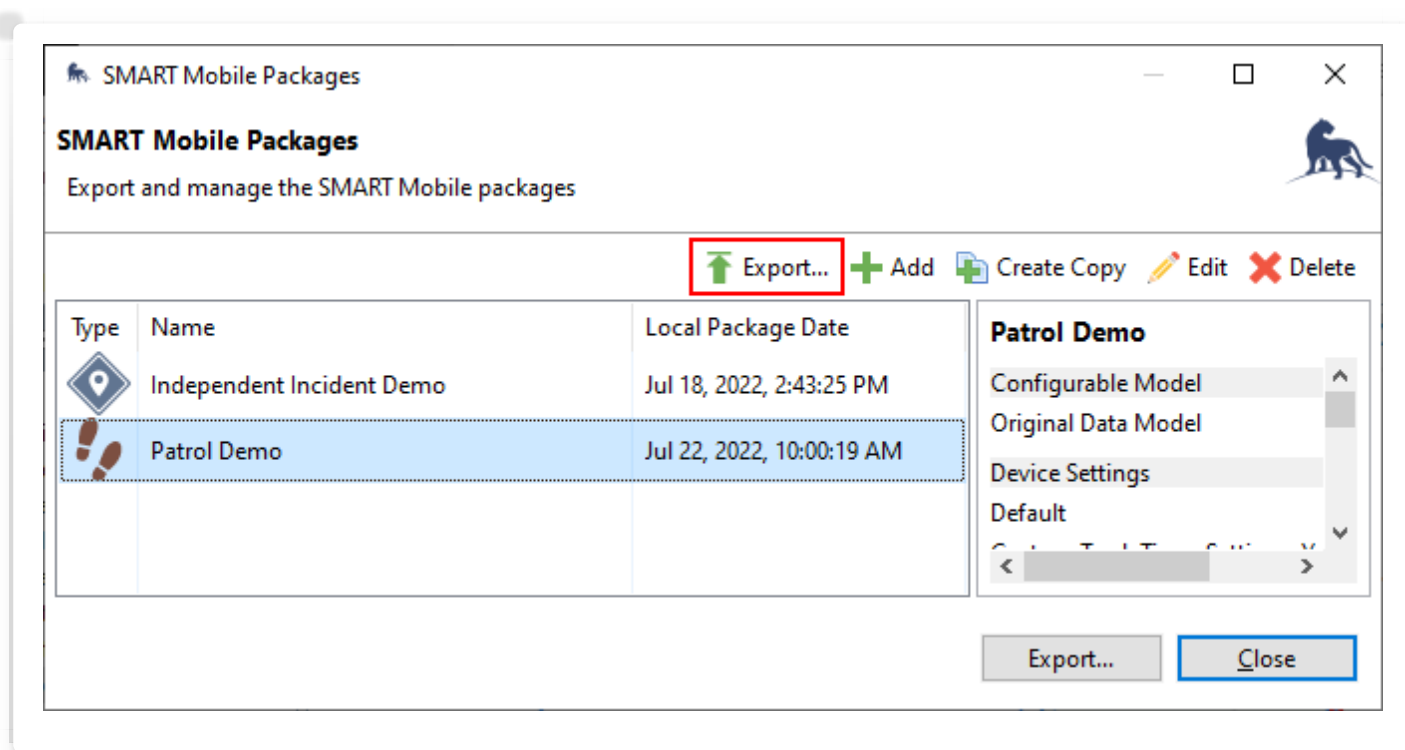 SMART Mobile Packages
SMART Mobile Packages
Export and manage the SMART Mobile packages
Export... Add Create Copy Edit Delete
Type Name Local Package Date
Independent Incident Demo Jul 18, 2022, 2:43:25 PM
Patrol Demo Jul 22, 2022, 10:00:19 AM
Patrol Demo
Configurable Model
Original Data Model
Device Settings
Default
Export... Close